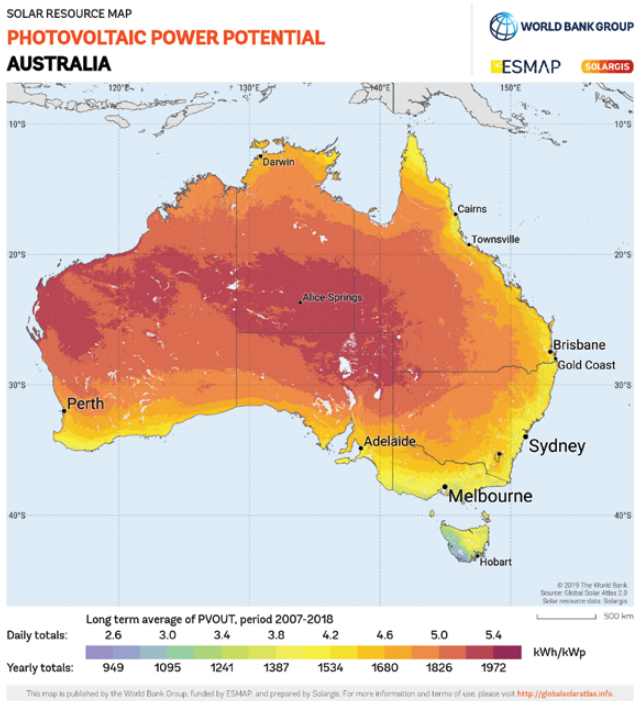 SOLAR RESOURCE MAP
PHOTOVOLTAIC POWER POTENTIAL
AUSTRALIA
WORLD BANK GROUP
ESMAP
SOLARGIS
120°E 130°E 140°E 150°E
10°S 10°S
Darwin
Cairns
Townsville
20°S 20°S
Alice Springs
Brisbane
Gold Coast
30°S 30°S
Perth
Adelaide
Sydney
Melbourne
40°S 40°S
Hobart
© 2019 The World Bank
Source: Global Solar Atlas 2.0
Solar resource data: Solargis
Long term average of PVOUT, period 2007-2018
500 km
Daily totals: 2.6 3.0 3.4 3.8 4.2 4.6 5.0 5.4
kWh/kWp
Yearly totals: 949 1095 1241 1387 1534 1680 1826 1972
This map is published by the World Bank Group, funded by ESMAP, and prepared by Solargis. For more information and terms of use, please visit http://globalsolaratlas.info.